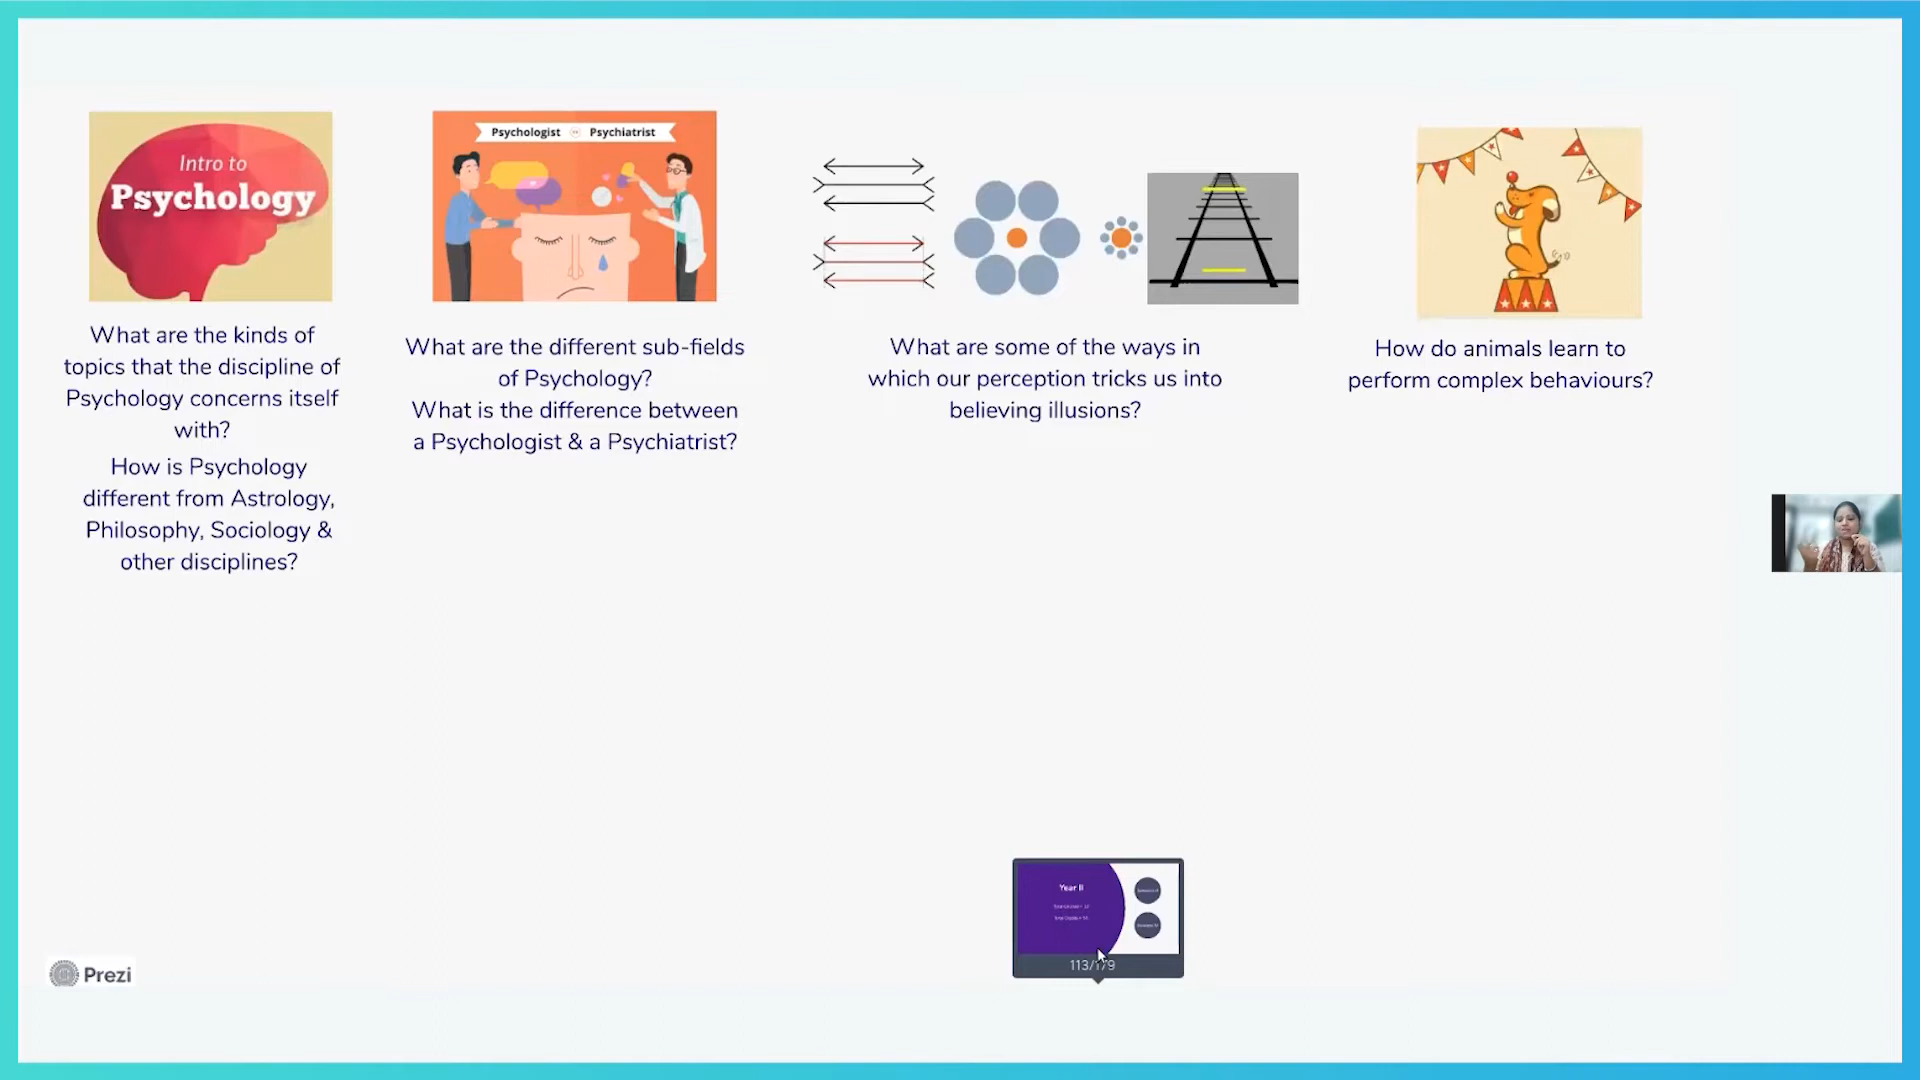 Intro to
Psychology
What are the kinds of
topics that the discipline of
Psychology concerns itself
with?
How is Psychology
different from Astrology,
Philosophy, Sociology &
other disciplines?
Psychologist
Psychiatrist
What are the different sub-fields
of Psychology?
What is the difference between
a Psychologist & a Psychiatrist?
What are some of the ways in
which our perception tricks us into
believing illusions?
How do animals learn to
perform complex behaviours?
Year II
113/179
Prezi